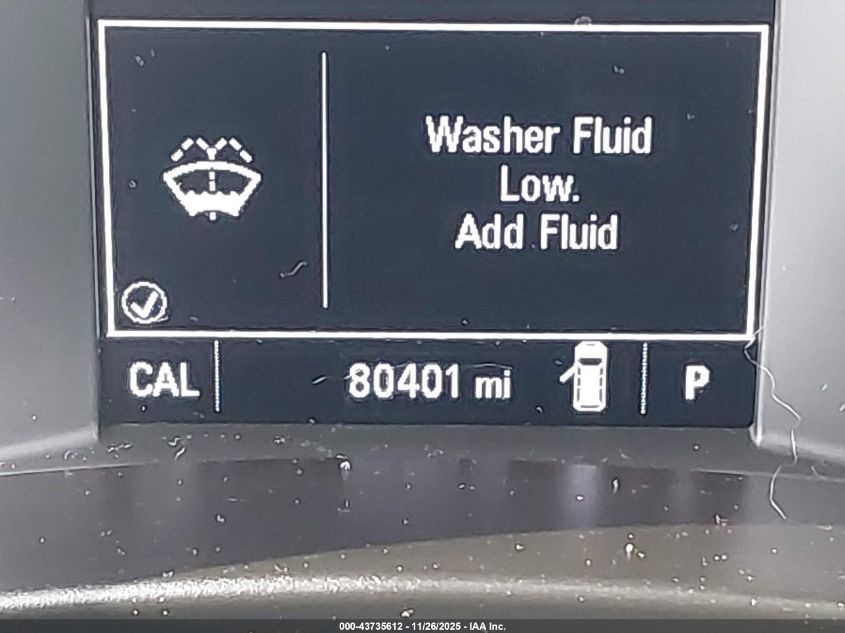 Washer Fluid
Low.
Add Fluid
CAL 80401 mi P
000-43735612 - 11/26/2025 - IAA Inc.